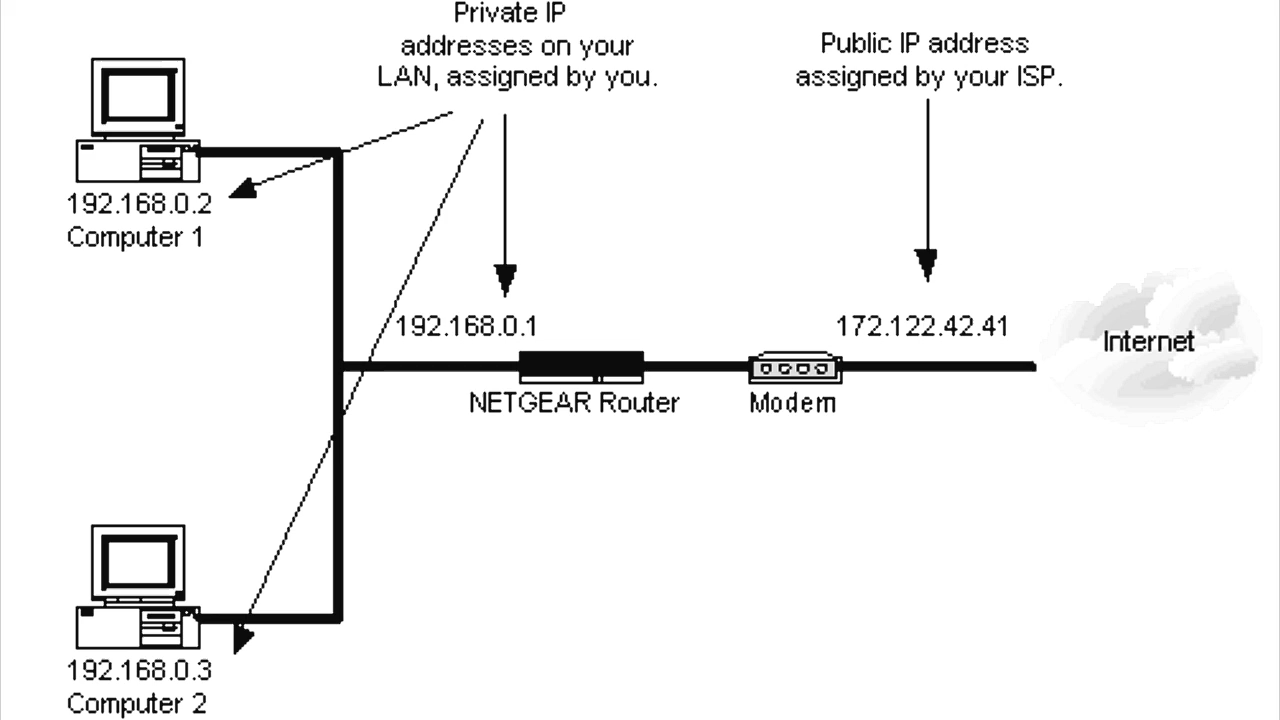 Private IP
addresses on your
LAN, assigned by you.
Public IP address
assigned by your ISP.
192.168.0.2
Computer 1
192.168.0.1
172.122.42.41
Internet
NETGEAR Router
Modem
192.168.0.3
Computer 2